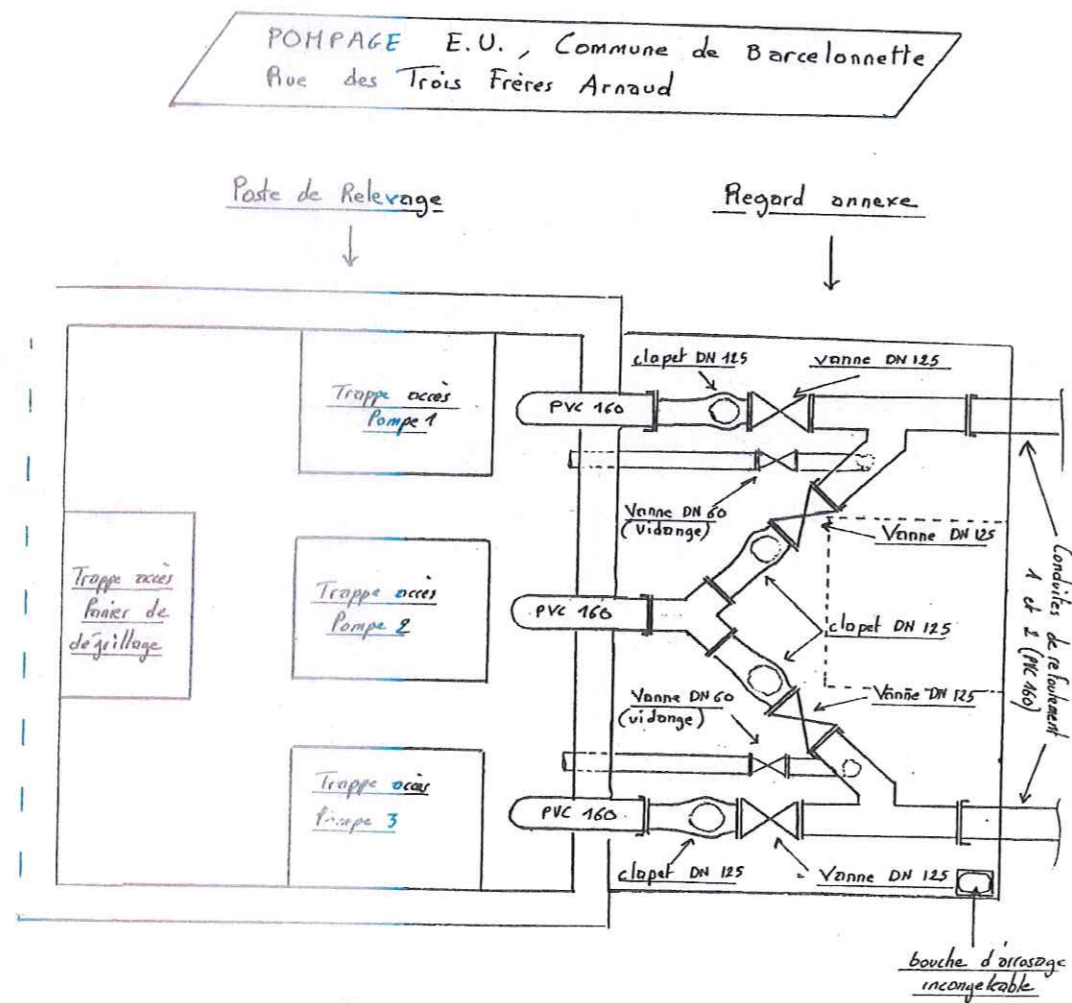 POMPAGE E.U., Commune de Barcelonnette
Rue des Trois Frères Arnaud
Poste de Relevage
Regard annexe
clapet DN 125
vanne DN 125
Trappe accès
Pompe 1
PVC 160
Vanne DN 60
(vidange)
Vanne DN 125
Trappe accès
Panier de
dégrillage
Trappe accès
Pompe 2
PVC 160
clapet DN 125
Conduites de refoulement
1 et 2 (PVC 160)
Vanne DN 60
(vidange)
Vanne DN 125
Trappe accès
Pompe 3
PVC 160
clapet DN 125
Vanne DN 125
bouche d'arrosage
incongelable